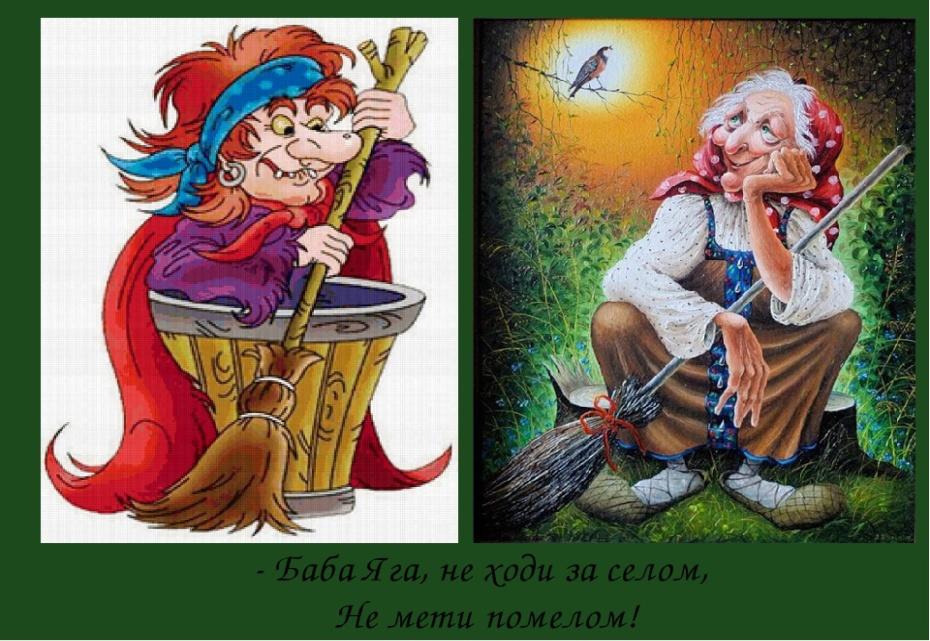 - Баба Яга, не ходи за селом,
Не мети помелом!